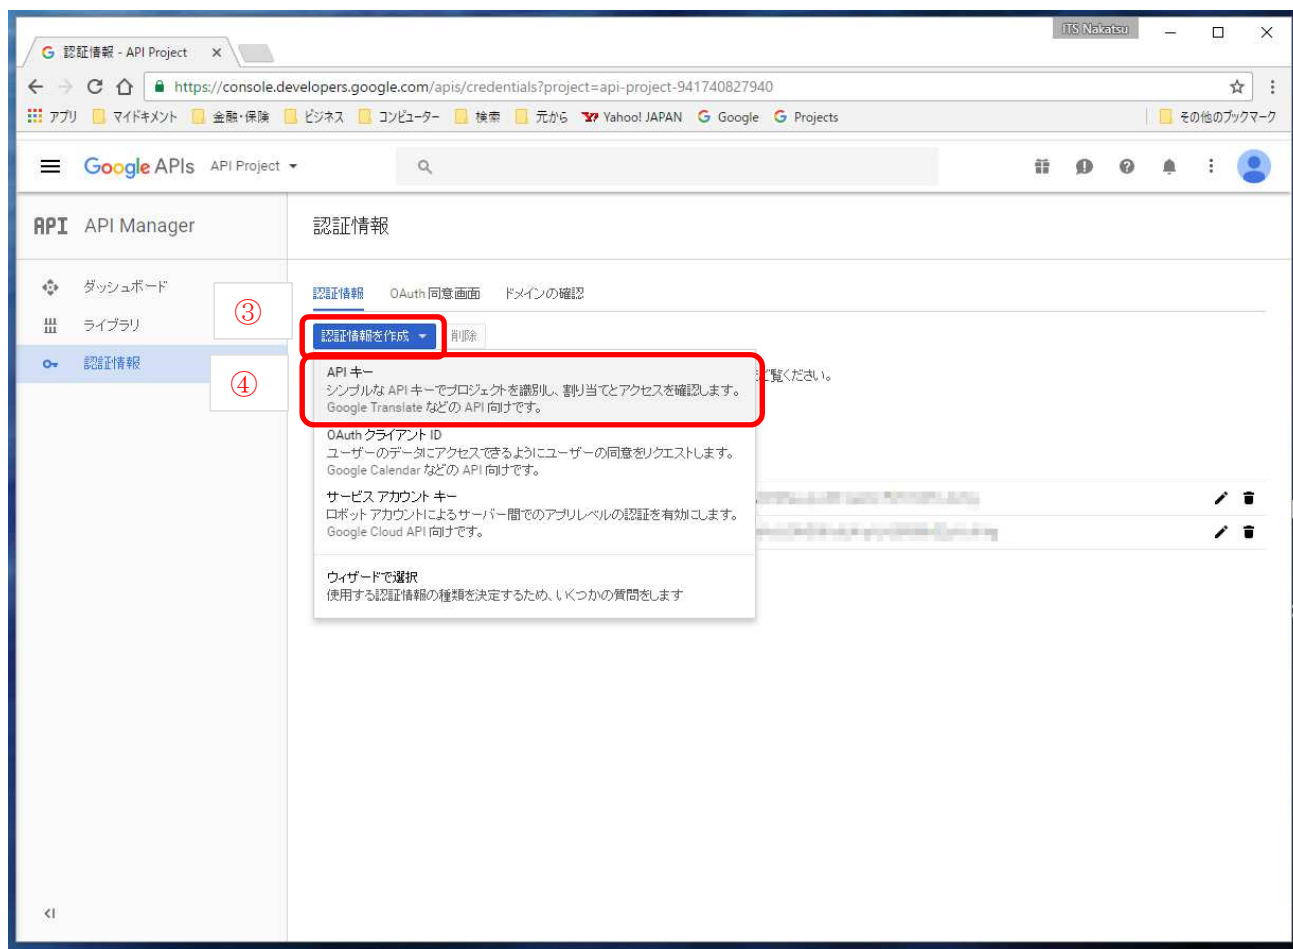 ITS Nakatsu
認証情報 - API Project
https://console.developers.google.com/apis/credentials?project=api-project-941740827940
アプリ マイドキメント 金融・保険 ビジネス コンピューター 検索 元から Yahoo! JAPAN Google Projects その他のブックマーク
Google APIs API Project
API API Manager
認証情報
ダッシュボード
ライブラリ
認証情報
認証情報 OAuth 同意画面 ドメインの確認
③
認証情報を作成 削除
④
API キー
シンプルな API キーでプロジェクトを識別し、割り当てとアクセスを確認します。
Google Translate などの API 向けです。
ご覧ください。
OAuth クライアント ID
ユーザーのデータにアクセスできるようにユーザーの同意をリクエストします。
Google Calendar などの API 向けです。
サービス アカウント キー
ロボット アカウントによるサーバー間でのアプリレベルの認証を有効にします。
Google Cloud API 向けです。
ウィザードで選択
使用する認証情報の種類を決定するため、いくつかの質問をします